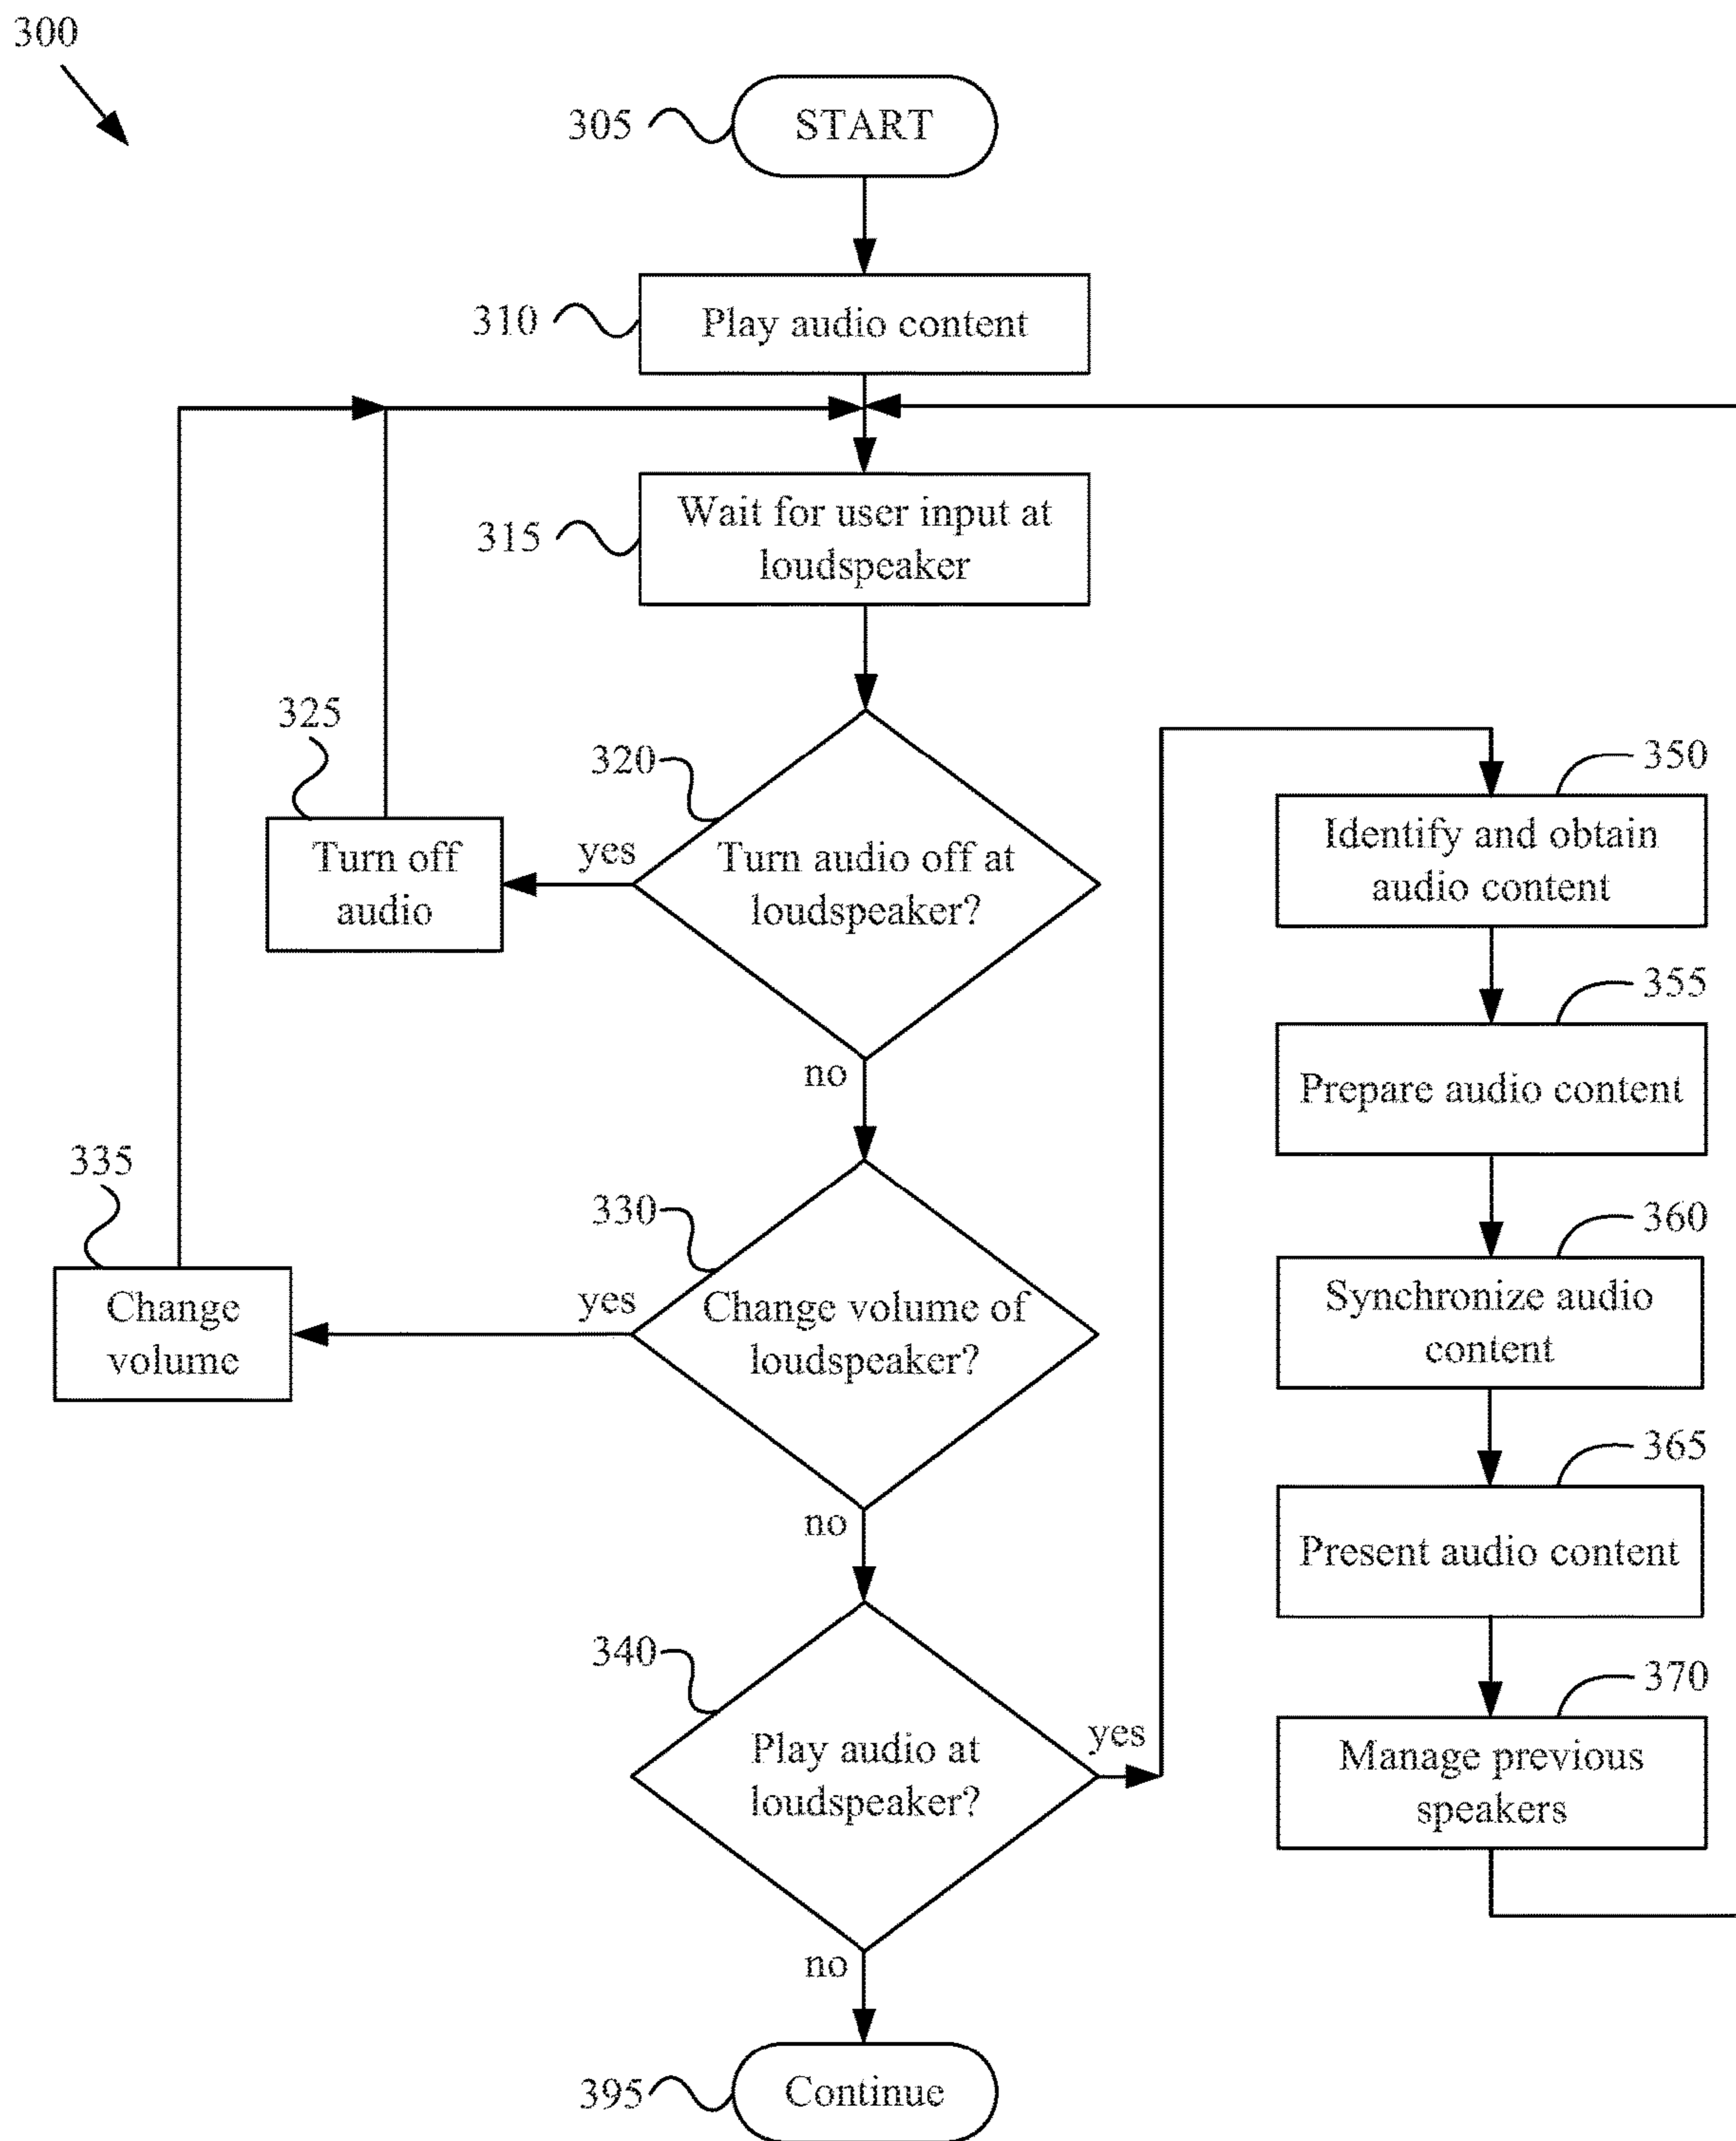 300
305
START
310
Play audio content
315
Wait for user input at
loudspeaker
325
Turn off
audio
320
yes
Turn audio off at
loudspeaker?
no
335
Change
volume
330
yes
Change volume of
loudspeaker?
no
340
Play audio at
loudspeaker?
yes
no
350
Identify and obtain
audio content
355
Prepare audio content
360
Synchronize audio
content
365
Present audio content
370
Manage previous
speakers
395
Continue